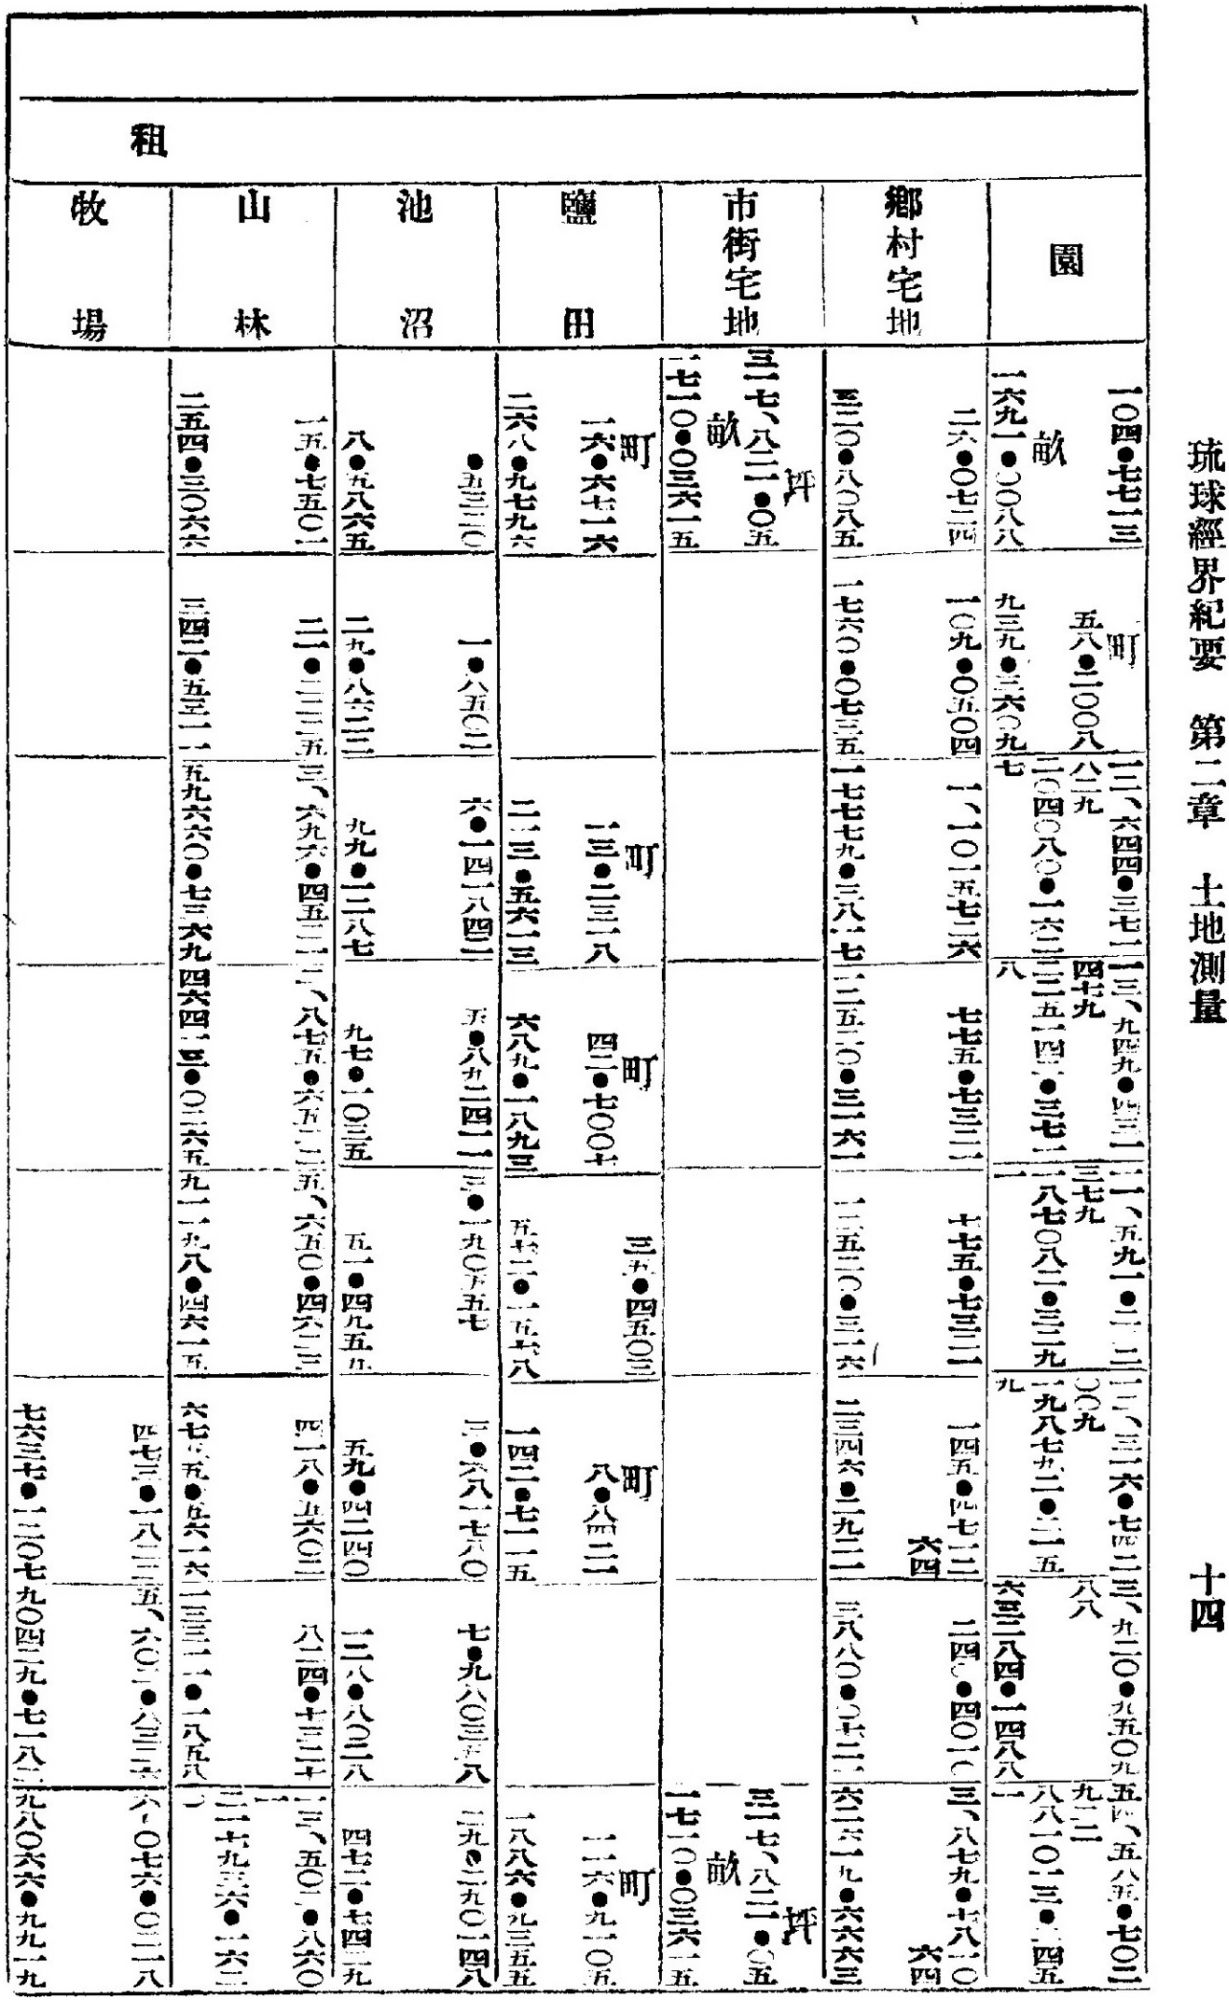 琉球經界紀要　第二章　土地測量　十四
租
園
一〇四●七七一三
畝
一六九一●〇〇八八
町
五八●二〇〇八
九三九●三六〇九
一二、六四四●三七一
八二九
二〇四〇八〇●一六二
七
一三、九四九●四三一
四七九
二二五一四二●三七一
八
一一、五九一●二一二
三七九
一八七〇八二●三二九
一
一二、三一六●七四二
〇〇九
一九八七九二●二一五
九
三、九二〇●九五〇九
八八
六三二八四●一四八八
五四、五八五●七〇二
九二二
八八一〇一三●二四五
一
鄉村宅地
二六●〇七二四
三二〇●八〇八五
一〇九●〇五〇四
一七六〇●〇七三五
一、一〇一五七二六
一七七七九●三八一七
七七五●七三二一
一二五二〇●三一六一
七七五●七三二一
一二五二〇●三一六
一四五●四七一二
六四
二三四六●二九二一
二四〇●四〇一〇
三八八〇●〇七二一
三、八七九●七八一〇
六四
六二六一九●六六六三
市街宅地
坪
三一七、八二一●〇五
畝
一七一〇●〇三六一五
坪
三一七、八二一●〇五
畝
一七一〇●〇三六一五
鹽田
町
一六●六七一六
二六八●九七九六
町
一三●二三一八
二一三●五六一三
町
四二●七〇〇七
六八九●一八九三
三五●四五〇三
五七二●一五七八
町
八●八四二一
一四二●七一一五
町
一一六●九一〇五
一八八六●九三五五
池沼
●五三二〇
八●五八六五
一●八五〇二
二九●八六二二
六●一四一八四二
九九●一二八七
五●八九二四二一
九七●一〇三五
三●一九〇五五七
五一●四九五九
三●六八一七八〇
五九●四二四〇
七●九八〇三五八
一二八●八〇二八
二九●二九〇一四八
四七二●七四二九
山林
一五●七五〇一
二五四●三〇六六
二一●二二二五
三四二●五三一一
三、六九六●四五二一
五九六六〇●七三六九
二、八七五●六五二二
四六四一三●〇二六五
五、六五〇●四六二三
九一一九八●四六一五
四一八●五六〇二
六七五五●五六一六
八二四●七三二七
一三三一一●一八五八
一三、五〇二●八六〇
一
二一七九三六●一六二
〇
牧場
四七三●一八二三
七六三七●一二〇七
五、六〇二●八三二六
九〇四二九●七一八二
六、〇七六●〇二一八
九八〇六六●九九一九